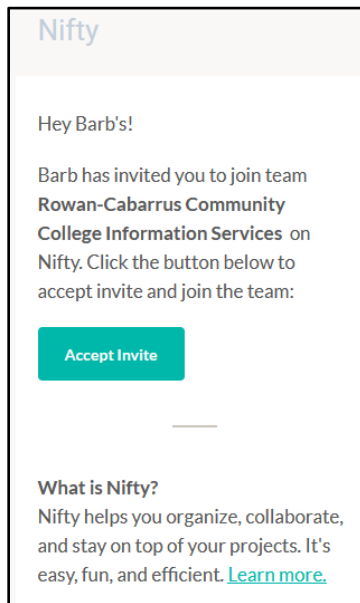 Nifty
Hey Barb's!
Barb has invited you to join team
Rowan-Cabarrus Community
College Information Services on
Nifty. Click the button below to
accept invite and join the team:
Accept Invite
What is Nifty?
Nifty helps you organize, collaborate,
and stay on top of your projects. It's
easy, fun, and efficient. Learn more.